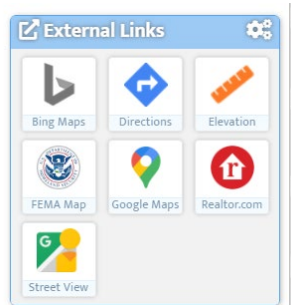 External Links
Bing Maps
Directions
Elevation
FEMA Map
Google Maps
r
Realtor.com
G
Street View